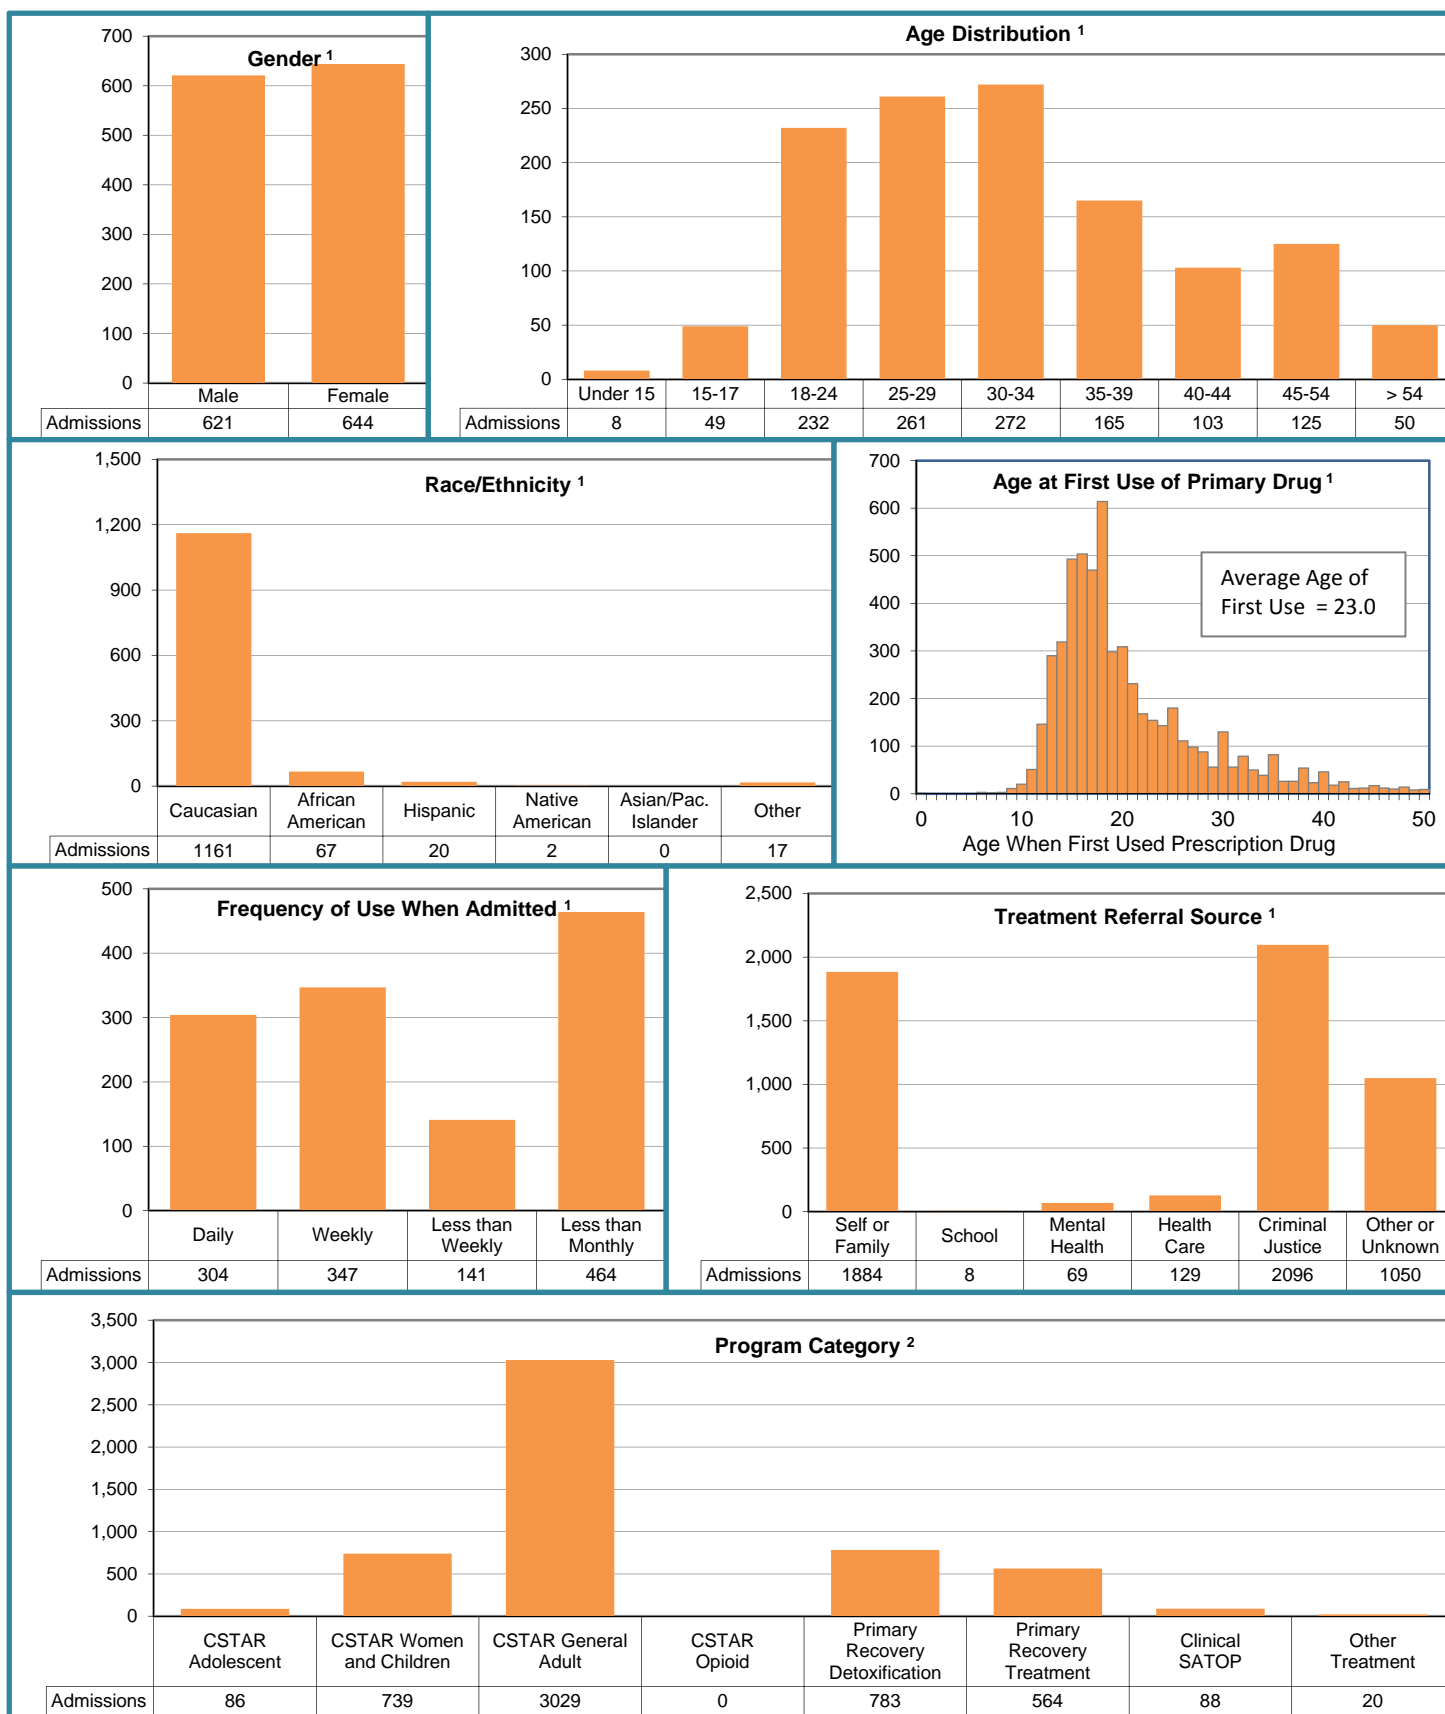 Gender 1
700
600
500
400
300
200
100
0
Male Female
Admissions 621 644
Age Distribution 1
300
250
200
150
100
50
0
Under 15 15-17 18-24 25-29 30-34 35-39 40-44 45-54 > 54
Admissions 8 49 232 261 272 165 103 125 50
Race/Ethnicity 1
1,500
1,200
900
600
300
0
Caucasian African American Hispanic Native American Asian/Pac. Islander Other
Admissions 1161 67 20 2 0 17
Age at First Use of Primary Drug 1
700
600
500
400
300
200
100
0
Average Age of
First Use = 23.0
0 10 20 30 40 50
Age When First Used Prescription Drug
Frequency of Use When Admitted 1
500
400
300
200
100
0
Daily Weekly Less than Weekly Less than Monthly
Admissions 304 347 141 464
Treatment Referral Source 1
2,500
2,000
1,500
1,000
500
0
Self or Family School Mental Health Health Care Criminal Justice Other or Unknown
Admissions 1884 8 69 129 2096 1050
Program Category 2
3,500
3,000
2,500
2,000
1,500
1,000
500
0
CSTAR Adolescent CSTAR Women and Children CSTAR General Adult CSTAR Opioid Primary Recovery Detoxification Primary Recovery Treatment Clinical SATOP Other Treatment
Admissions 86 739 3029 0 783 564 88 20